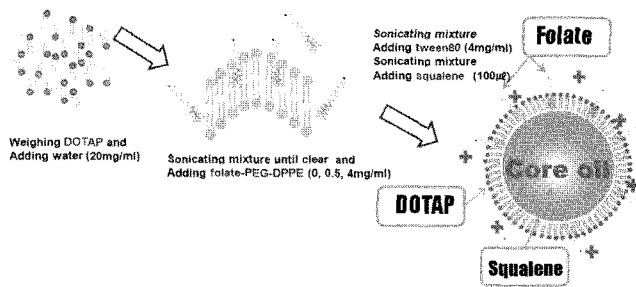 Weighing DOTAP and
Adding water (20mg/ml)
Sonicating mixture until clear and
Adding folate-PEG-DPPE (0, 0.5, 4mg/ml)
Sonicating mixture
Adding tween80 (4mg/ml)
Sonicating mixture
Adding squalene (100㎕)
Folate
Core oil
DOTAP
Squalene